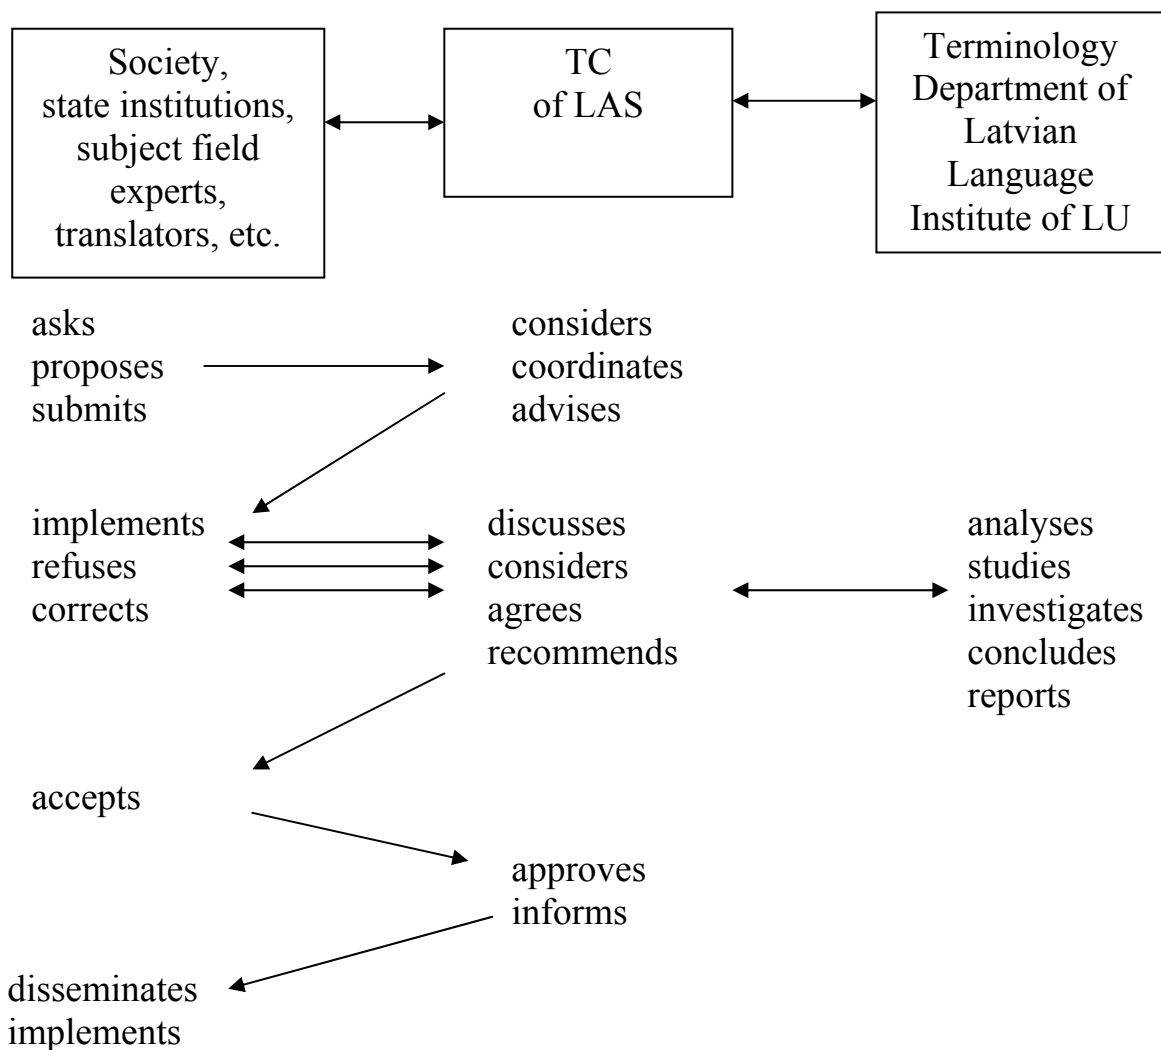 Society,
state institutions,
subject field
experts,
translators, etc.
TC
of LAS
Terminology
Department of
Latvian
Language
Institute of LU
asks
proposes
submits
considers
coordinates
advises
implements
refuses
corrects
discusses
considers
agrees
recommends
analyses
studies
investigates
concludes
reports
accepts
approves
informs
disseminates
implements